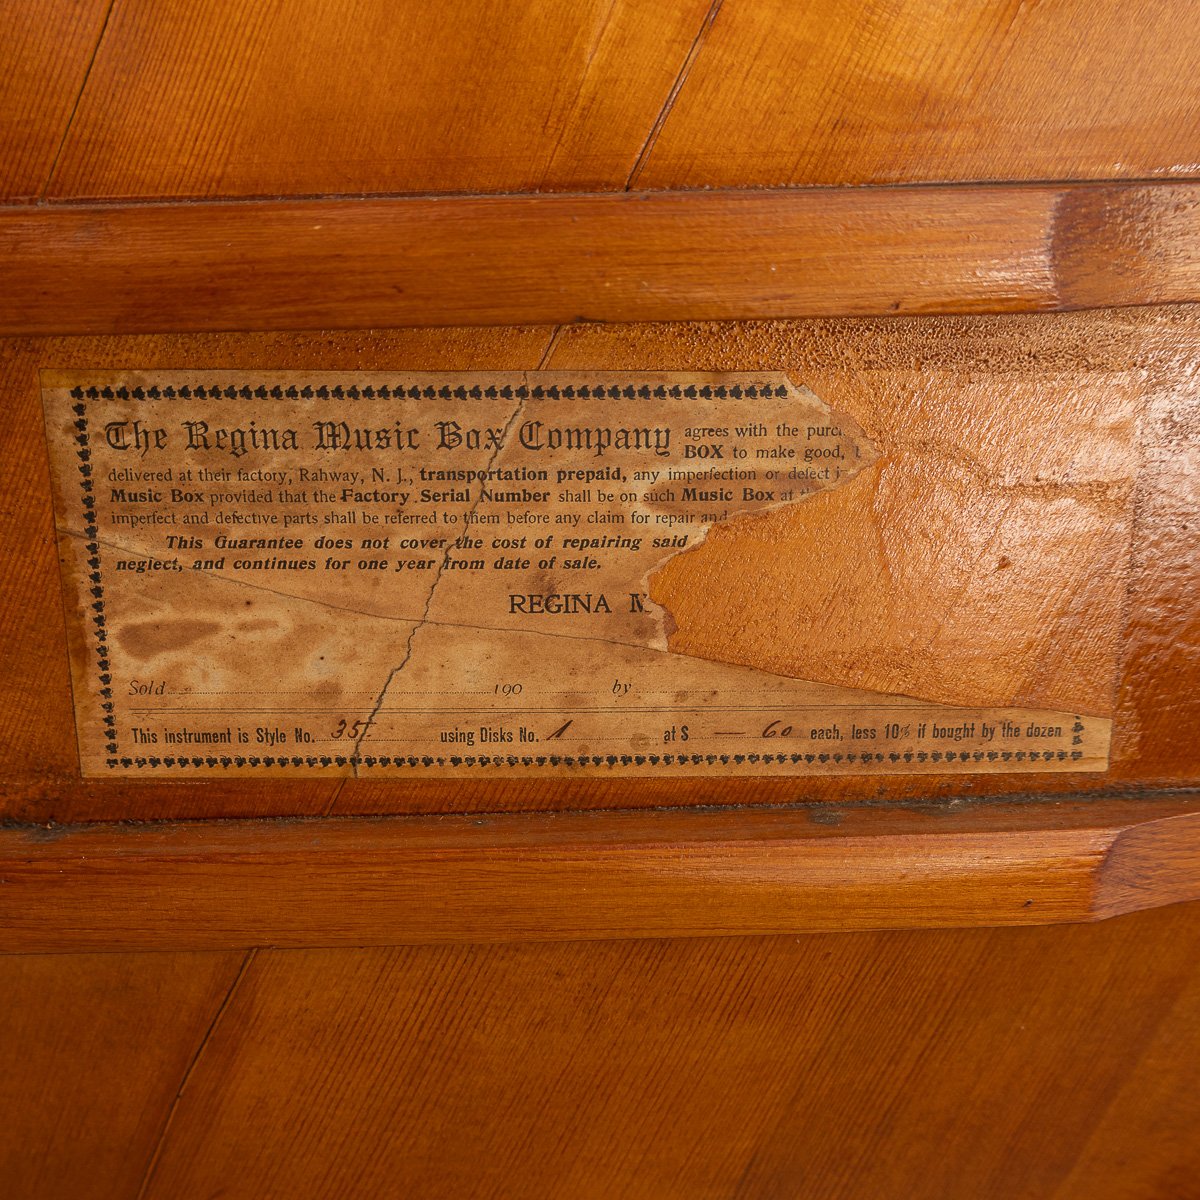 The Regina Music Box Company agrees with the purc
BOX to make good,
delivered at their factory, Rahway, N. J., transportation prepaid, any imperfection or defect i
Music Box provided that the Factory Serial Number shall be on such Music Box at
imperfect and defective parts shall be referred to them before any claim for repair and
This Guarantee does not cover the cost of repairing said
neglect, and continues for one year from date of sale.
REGINA
Sold 190 by
This instrument is Style No. 35 using Disks No. 1 at $ — 60 each, less 10% if bought by the dozen